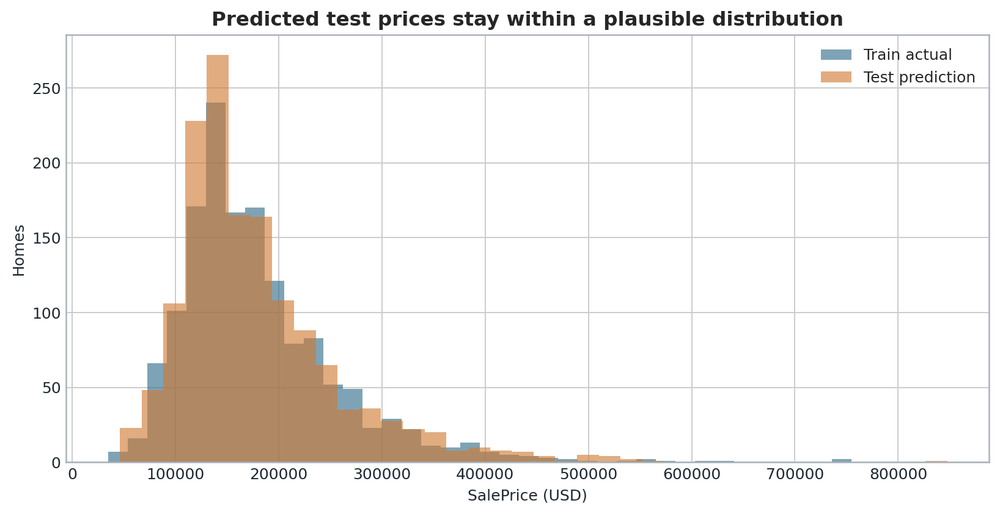 Predicted test prices stay within a plausible distribution
Train actual
Test prediction
250
200
150
100
50
0
Homes
0 100000 200000 300000 400000 500000 600000 700000 800000
SalePrice (USD)